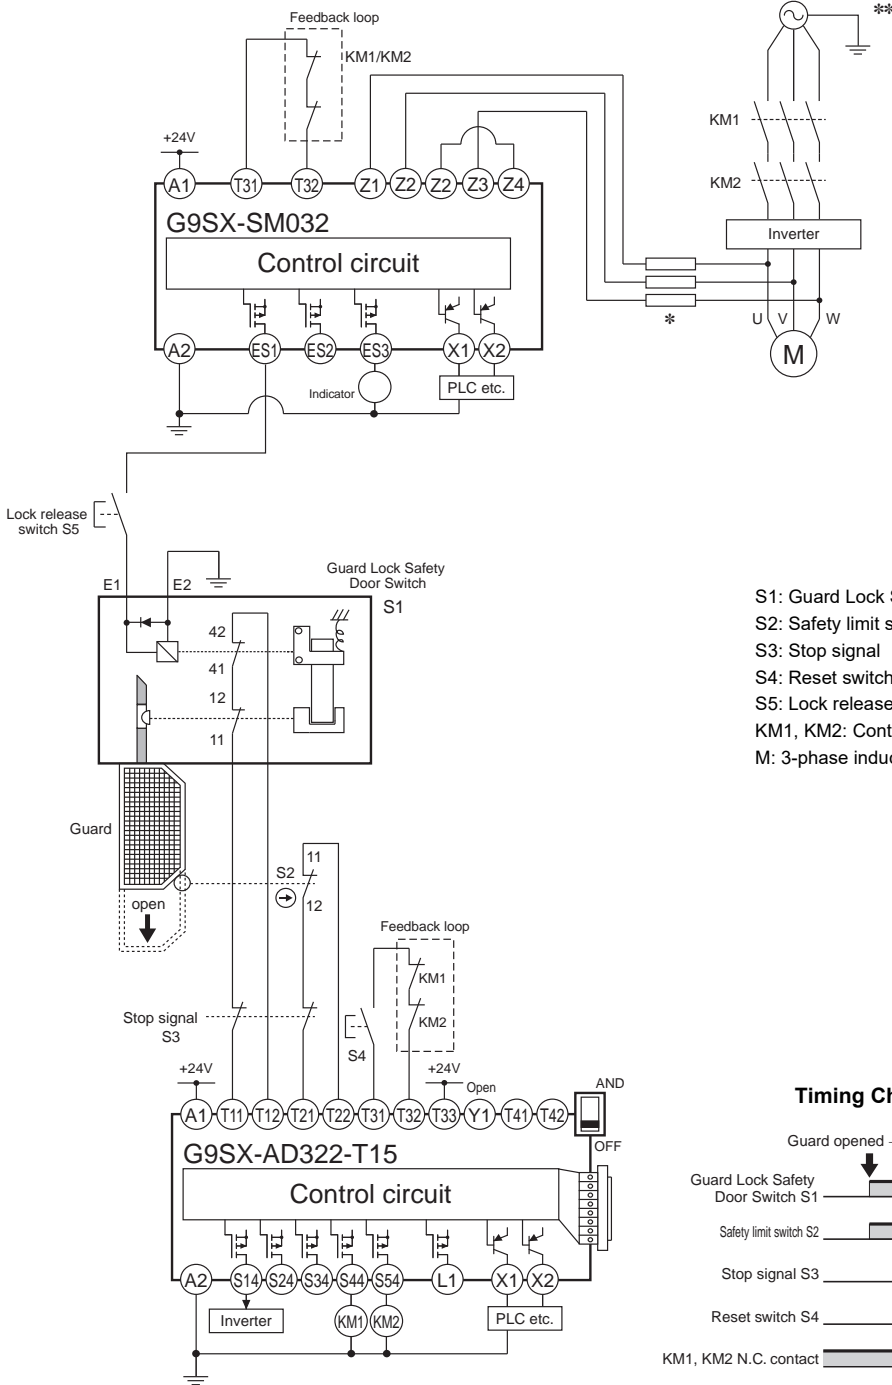 Feedback loop
KM1/KM2
**
+24V
KM1
A1 T31 T32 Z1 Z2 Z2 Z3 Z4
KM2
G9SX-SM032
Inverter
Control circuit
*
U V W
M
A2 ES1 ES2 ES3 X1 X2
PLC etc.
Indicator
Lock release
switch S5
E1 E2
Guard Lock Safety
Door Switch
S1
42
41
12
11
S1: Guard Lock
S2: Safety limit
S3: Stop signal
S4: Reset switch
S5: Lock release
KM1, KM2:
M: 3-phase
Guard
open
S2
11
12
Feedback loop
KM1
KM2
Stop signal
S3
S4
+24V
+24V
Open
AND
A1 T11 T12 T21 T22 T31 T32 T33 Y1 T41 T42
OFF
G9SX-AD322-T15
Control circuit
A2 S14 S24 S34 S44 S54 L1 X1 X2
Inverter
KM1 KM2
PLC etc.
Timing
Guard opened
Guard Lock Safety
Door Switch S1
Safety limit switch S2
Stop signal S3
Reset switch S4
KM1, KM2 N.C. contact